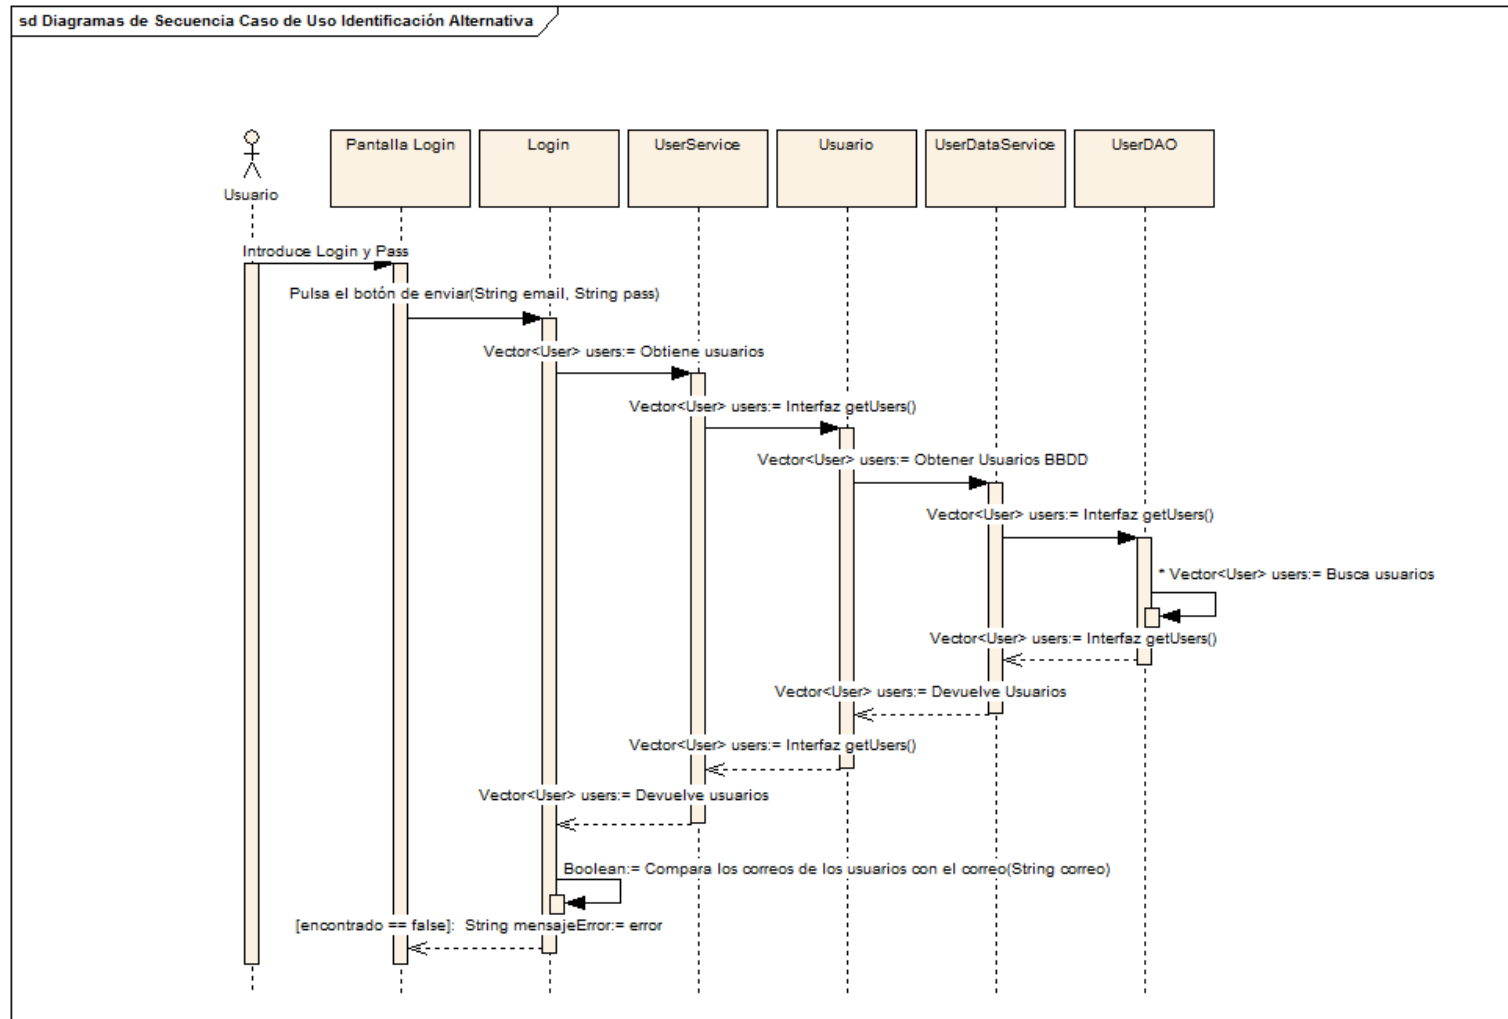 sd Diagramas de Secuencia Caso de Uso Identificación Alternativa
Usuario
Pantalla Login
Login
UserService
Usuario
UserDataService
UserDAO
Introduce Login y Pass
Pulsa el botón de enviar(String email, String pass)
Vector<User> users:= Obtiene usuarios
Vector<User> users:= Interfaz getUsers()
Vector<User> users:= Obtener Usuarios BBDD
Vector<User> users:= Interfaz getUsers()
* Vector<User> users:= Busca usuarios
Vector<User> users:= Interfaz getUsers()
Vector<User> users:= Devuelve Usuarios
Vector<User> users:= Interfaz getUsers()
Vector<User> users:= Devuelve usuarios
Boolean:= Compara los correos de los usuarios con el correo(String correo)
[encontrado == false]: String mensajeError:= error